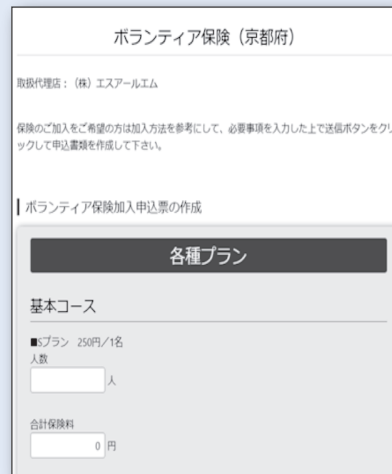 ボランティア保険（京都府）
取扱代理店：（株）エスアールエム
保険のご加入をご希望の方は加入方法を参考にして、必要事項を入力した上で送信ボタンをクリ
ックして申込書類を作成して下さい。
ボランティア保険加入申込票の作成
各種プラン
基本コース
■Sプラン 250円／1名
人数
人
合計保険料
0 円